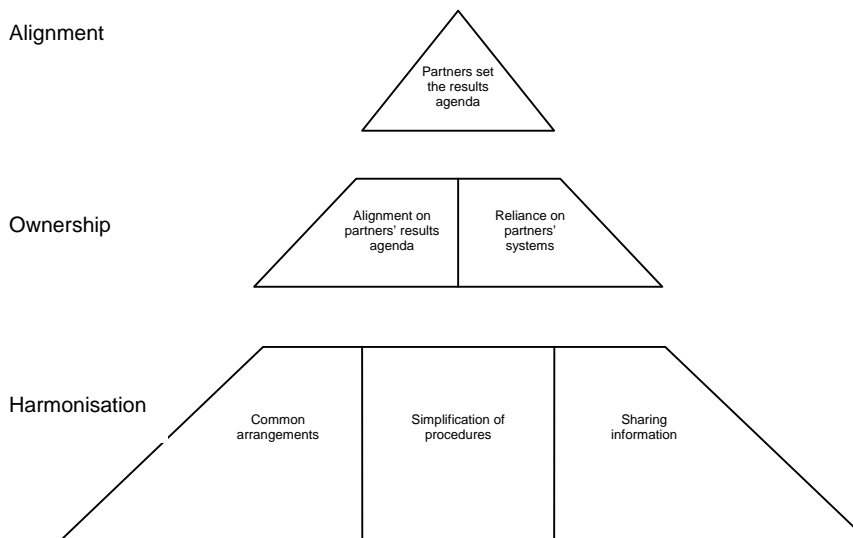 Alignment
Partners set
the results
agenda
Ownership
Alignment on
partners' results
agenda
Reliance on
partners'
systems
Harmonisation
Common
arrangements
Simplification of
procedures
Sharing
information